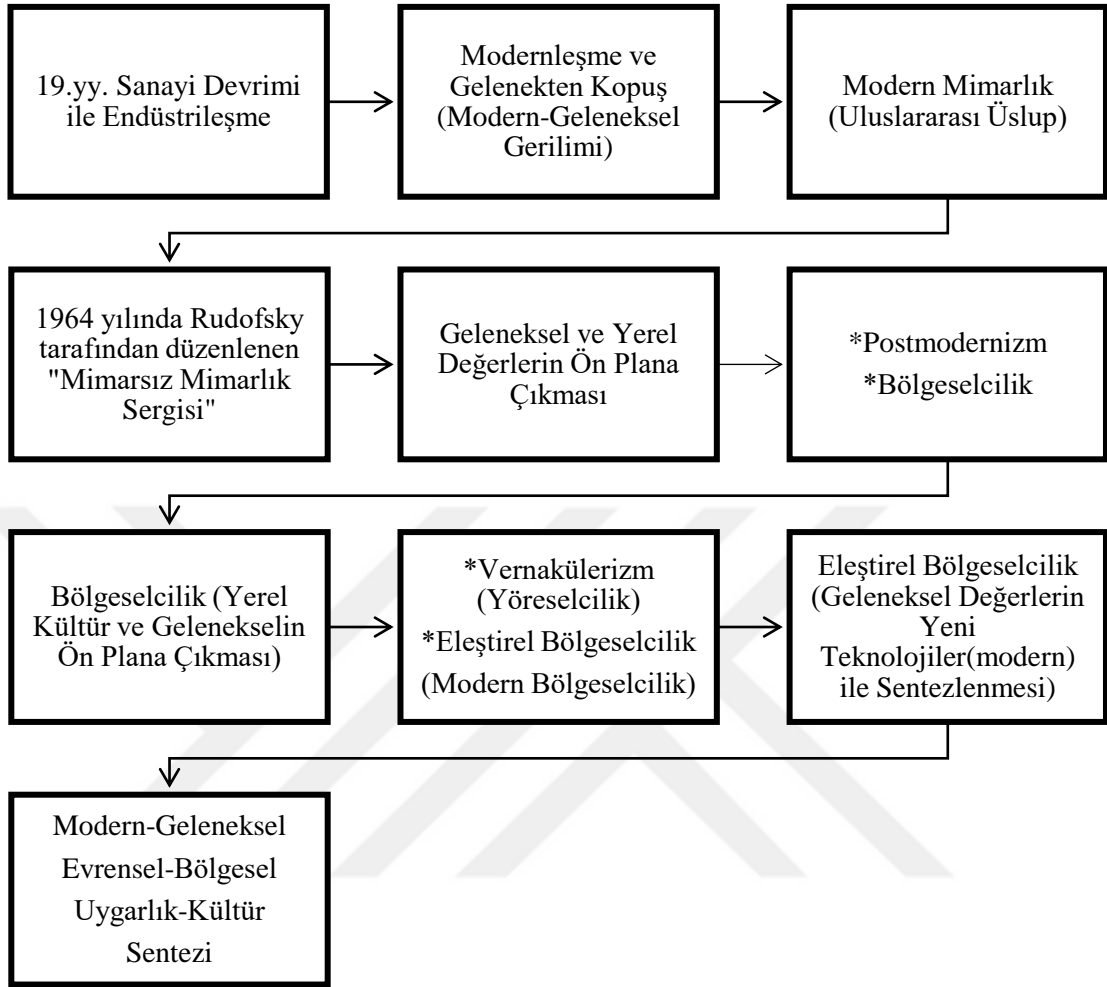 19.yy. Sanayi Devrimi
ile Endüstrileşme
Modernleşme ve
Gelenekten Kopuş
(Modern-Geleneksel
Gerilimi)
Modern Mimarlık
(Uluslararası Üslup)
1964 yılında Rudofsky
tarafından düzenlenen
"Mimarsız Mimarlık
Sergisi"
Geleneksel ve Yerel
Değerlerin Ön Plana
Çıkması
*Postmodernizm
*Bölgeselcilik
Bölgeselcilik (Yerel
Kültür ve Gelenekselin
Ön Plana Çıkması)
*Vernakülerizm
(Yöreselcilik)
*Eleştirel Bölgeselcilik
(Modern Bölgeselcilik)
Eleştirel Bölgeselcilik
(Geleneksel Değerlerin
Yeni
Teknolojiler(modern)
ile Sentezlenmesi)
Modern-Geleneksel
Evrensel-Bölgesel
Uygarlık-Kültür
Sentezi